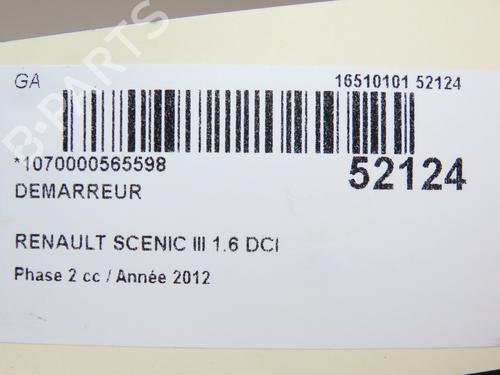 B-PARTS
GA
16510101 52124
*1070000565598
52124
DEMARREUR
RENAULT SCENIC III 1.6 DCI
Phase 2 cc / Année 2012